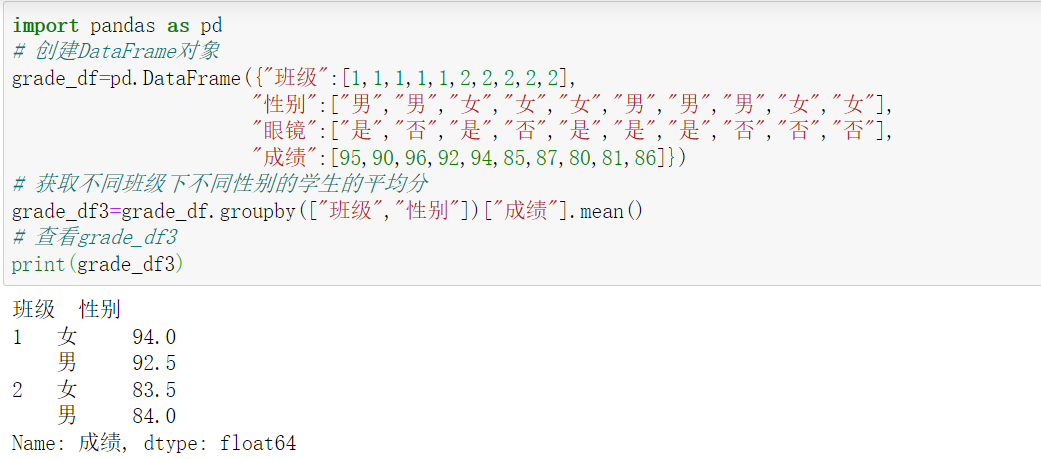 import pandas as pd
# 创建DataFrame对象
grade_df=pd.DataFrame({"班级":[1,1,1,1,1,2,2,2,2,2],
                       "性别":["男","男","女","女","女","男","男","男","女","女"],
                       "眼镜":["是","否","是","否","是","是","是","否","否","否"],
                       "成绩":[95,90,96,92,94,85,87,80,81,86]})
# 获取不同班级下不同性别的学生的平均分
grade_df3=grade_df.groupby(["班级","性别"])["成绩"].mean()
# 查看grade_df3
print(grade_df3)
班级  性别
1   女     94.0
    男     92.5
2   女     83.5
    男     84.0
Name: 成绩, dtype: float64